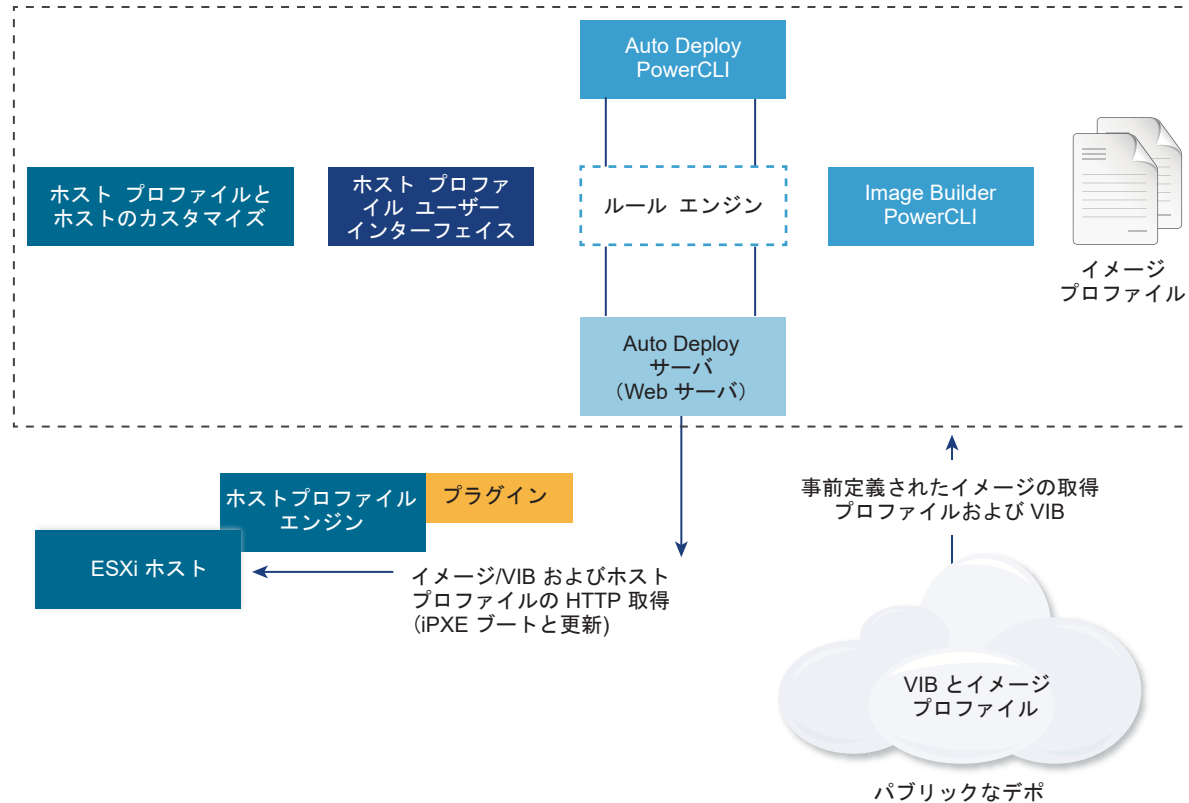 Auto Deploy
PowerCLI
ホスト プロファイルと
ホストのカスタマイズ
ホスト プロファ
イル ユーザー
インターフェイス
ルール エンジン
Image Builder
PowerCLI
イメージ
プロファイル
Auto Deploy
サーバ
（Web サーバ）
ホストプロファイル
エンジン
プラグイン
ESXi ホスト
イメージ/VIB およびホスト
プロファイルの HTTP 取得
（iPXE ブートと更新)
事前定義されたイメージの取得
プロファイルおよび VIB
VIB とイメージ
プロファイル
パブリックなデポ